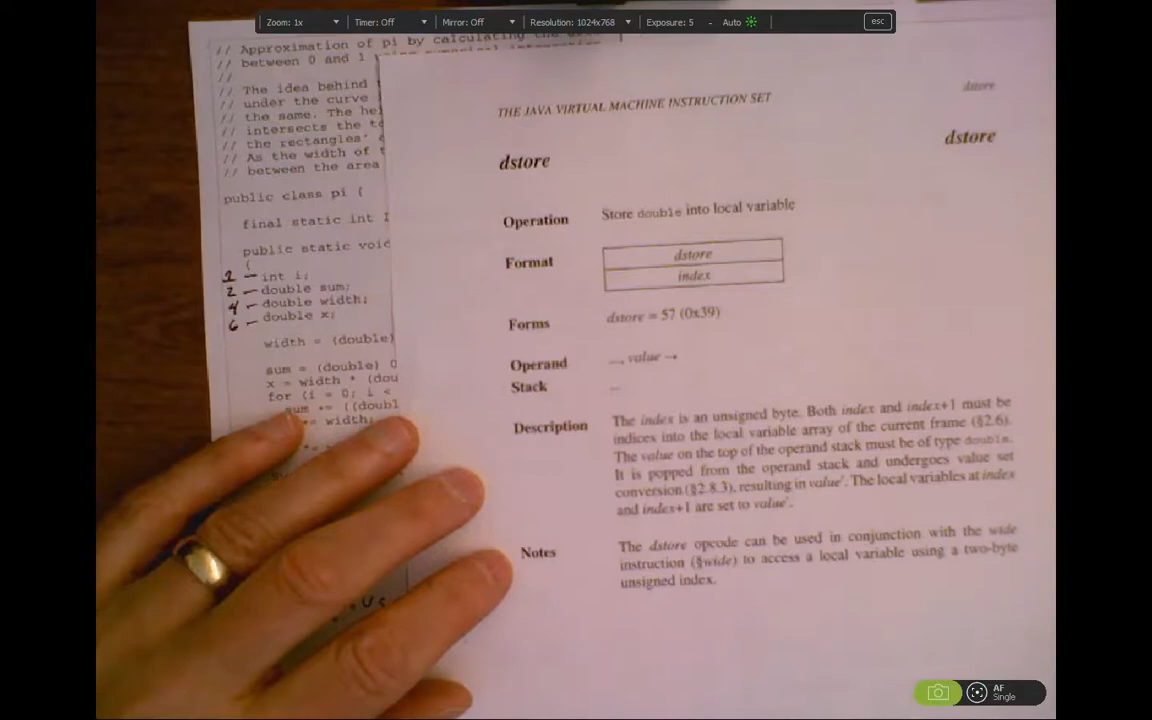 Zoom: 1x Timer: Off Mirror: Off Resolution: 1024x768 Exposure: 5 - Auto esc
// Approximation of pi by calculating the
// between 0 and 1 using numerical integration
//
// The idea behind
// under the curve
// the same. The
// intersects the
// the rectangles'
// As the width of
// between the area
public class pi {
final static int
public static void
{
int i;
2 — double sum;
4 — double width;
6 — double x;
width = (double)
sum = (double) 0
x = width * (dou
for (i = 0; i <
sum += ((doubl
+= width;
THE JAVA VIRTUAL MACHINE INSTRUCTION SET
dstore
dstore
dstore
Operation Store double into local variable
Format dstore
index
Forms dstore = 57 (0x39)
Operand ..., value →
Stack ...
Description The index is an unsigned byte. Both index and index+1 must be
indices into the local variable array of the current frame (§2.6).
The value on the top of the operand stack must be of type double.
It is popped from the operand stack and undergoes value set
conversion (§2.8.3), resulting in value'. The local variables at index
and index+1 are set to value'.
Notes The dstore opcode can be used in conjunction with the wide
instruction (§wide) to access a local variable using a two-byte
unsigned index.
AF
Single